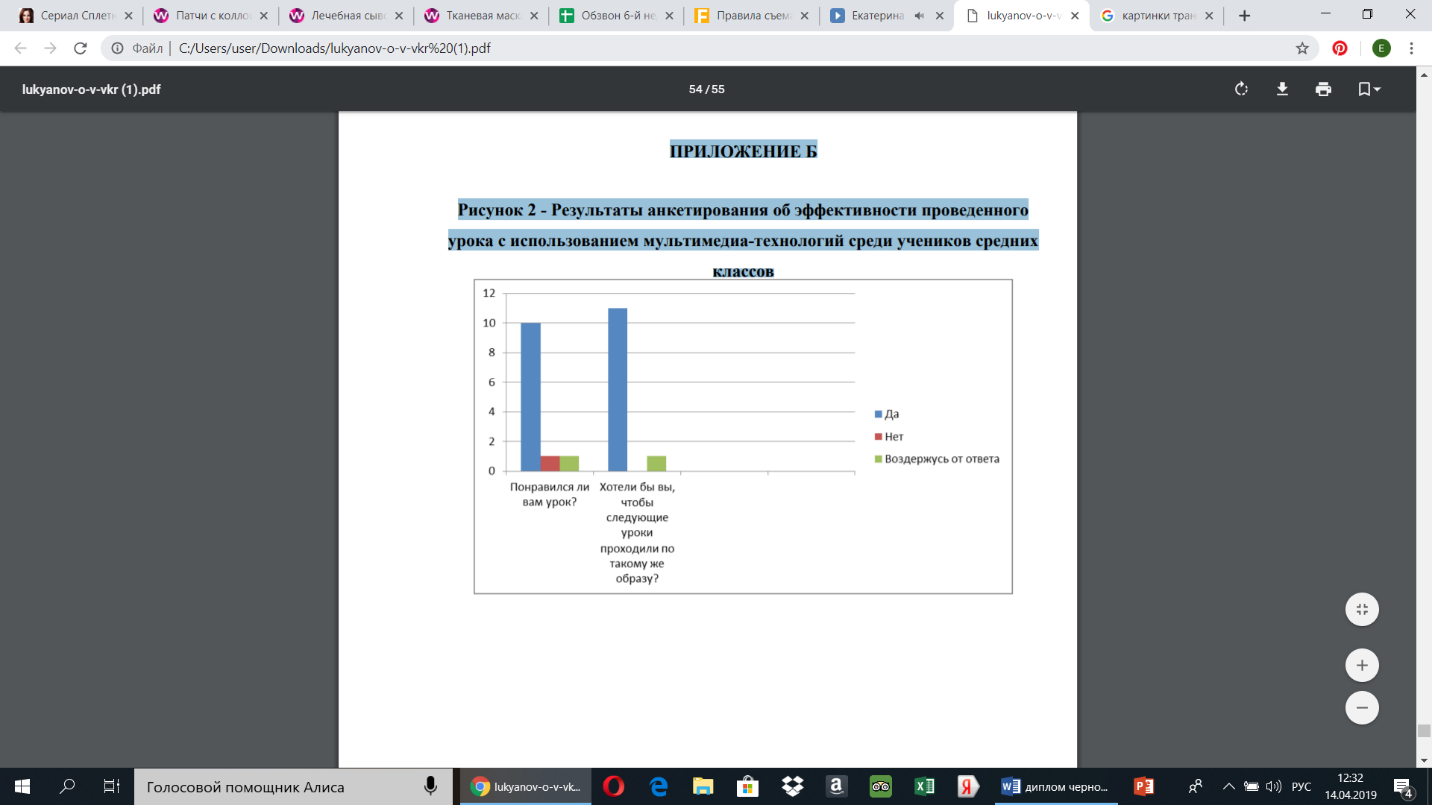 Сериал Сплетн
Патчи с колло
Лечебная сыво
Тканевая маск
Обзвон 6-й не
Правила съем
Екатерина
lukyanov-o-v-v
картинки тран
Файл | C:/Users/user/Downloads/lukyanov-o-v-vkr%20(1).pdf
E
lukyanov-o-v-vkr (1).pdf
54 / 55
ПРИЛОЖЕНИЕ Б
Рисунок 2 - Результаты анкетирования об эффективности проведенного
урока с использованием мультимедиа-технологий среди учеников средних
классов
12
10
8
6
4
2
0
Понравился ли
вам урок?
Хотели бы вы,
чтобы
следующие
уроки
проходили по
такому же
образу?
Да
Нет
Воздержусь от ответа
Голосовой помощник Алиса
lukyanov-o-v-vk...
диплом черно...
РУС
12:32
14.04.2019
4